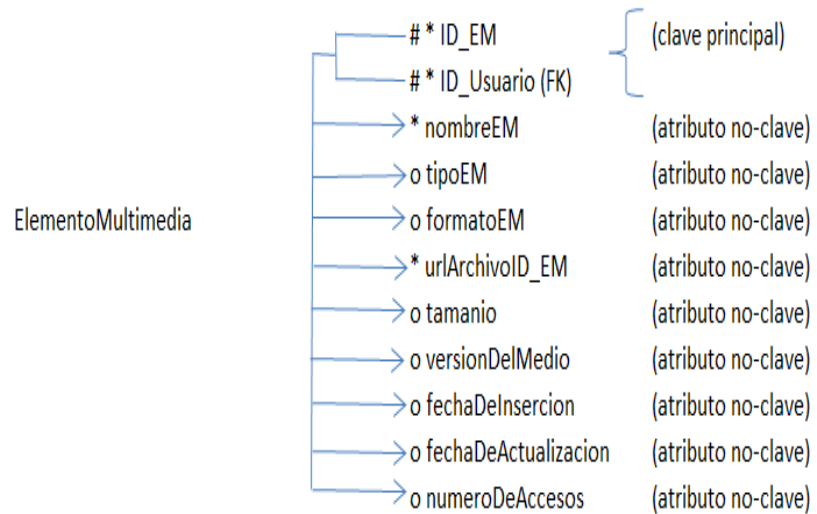 # * ID_EM (clave principal)
# * ID_Usuario (FK)
* nombreEM (atributo no-clave)
o tipoEM (atributo no-clave)
ElementoMultimedia o formatoEM (atributo no-clave)
* urlArchivoID_EM (atributo no-clave)
o tamanio (atributo no-clave)
o versionDelMedio (atributo no-clave)
o fechaDeInsercion (atributo no-clave)
o fechaDeActualizacion (atributo no-clave)
o numeroDeAccesos (atributo no-clave)